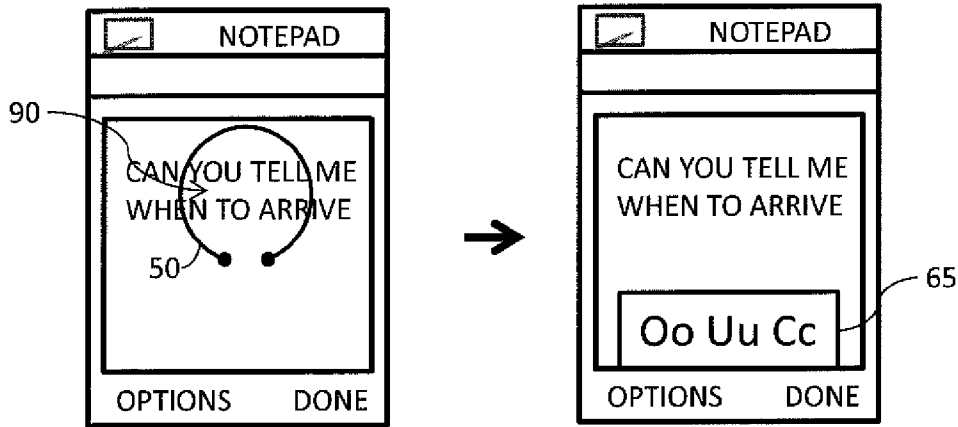 NOTEPAD
90
CAN YOU TELL ME
WHEN TO ARRIVE
50
OPTIONS DONE
NOTEPAD
CAN YOU TELL ME
WHEN TO ARRIVE
65
Oo Uu Cc
OPTIONS DONE